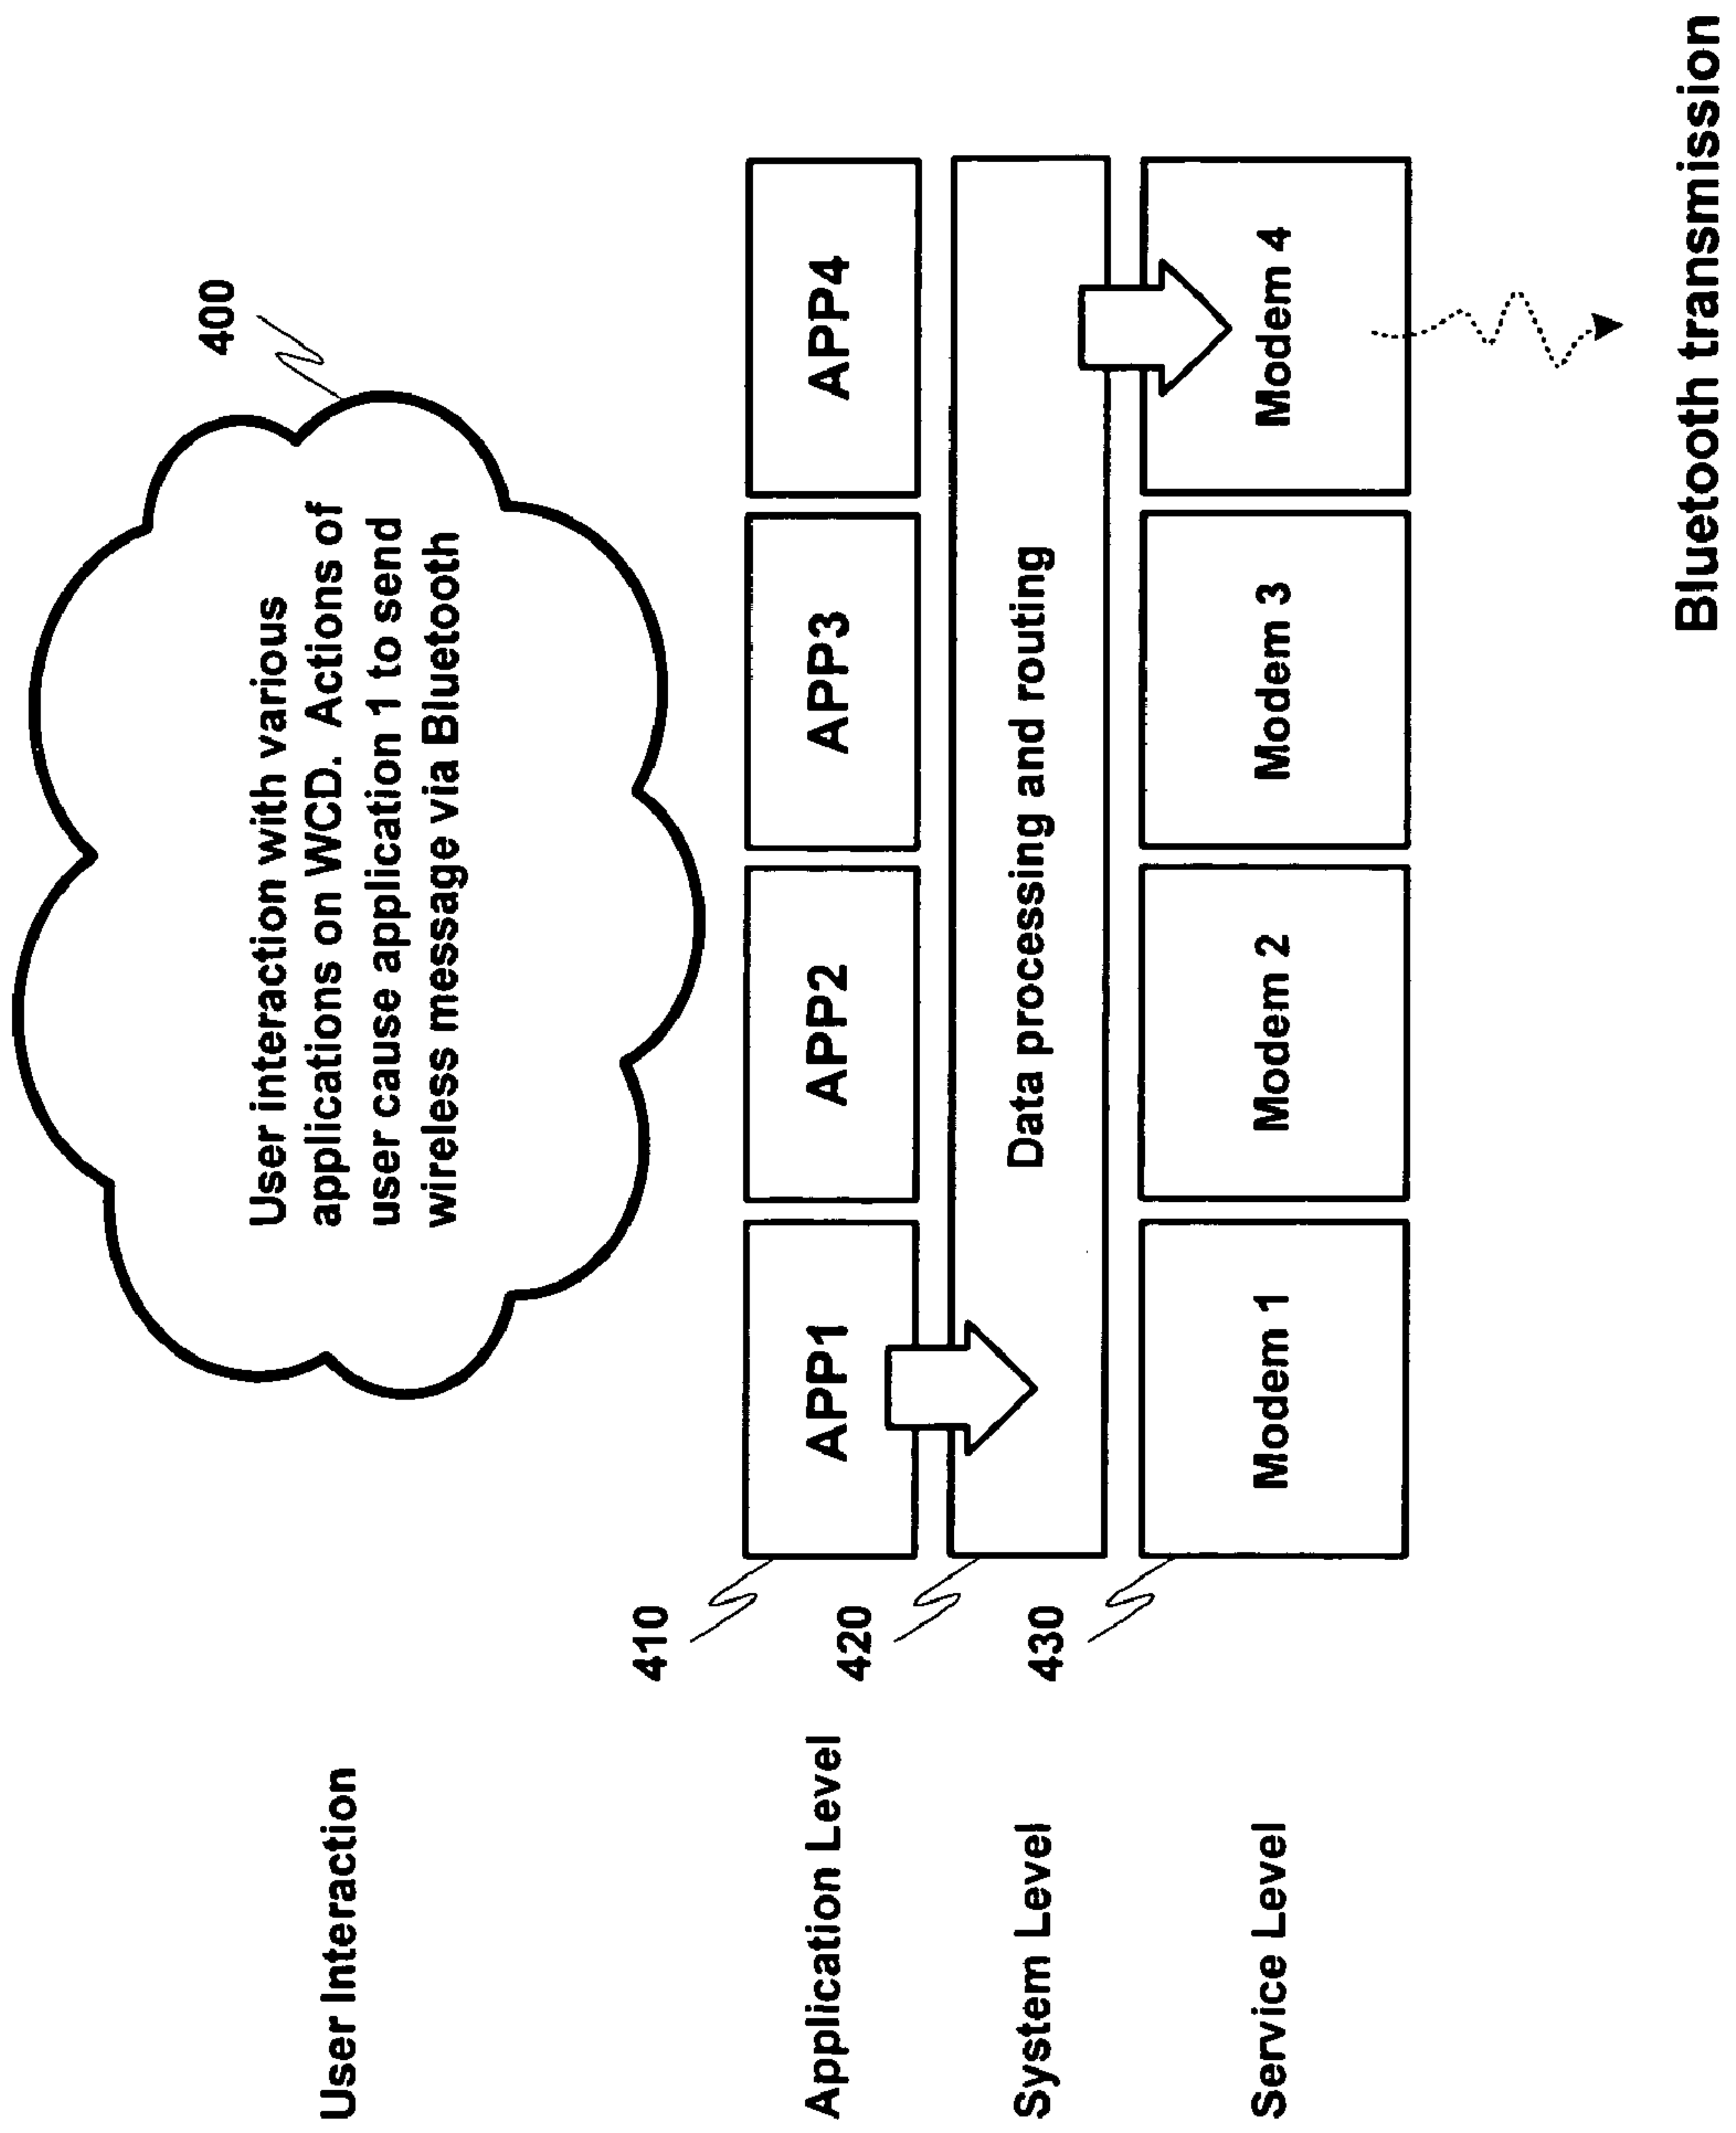 400
User interaction with various
applications on WCD. Actions of
user cause application 1 to send
wireless message via Bluetooth
User Interaction
410
Application Level
APP1
APP2
APP3
APP4
420
System Level
Data processing and routing
430
Service Level
Modem 1
Modem 2
Modem 3
Modem 4
Bluetooth transmission